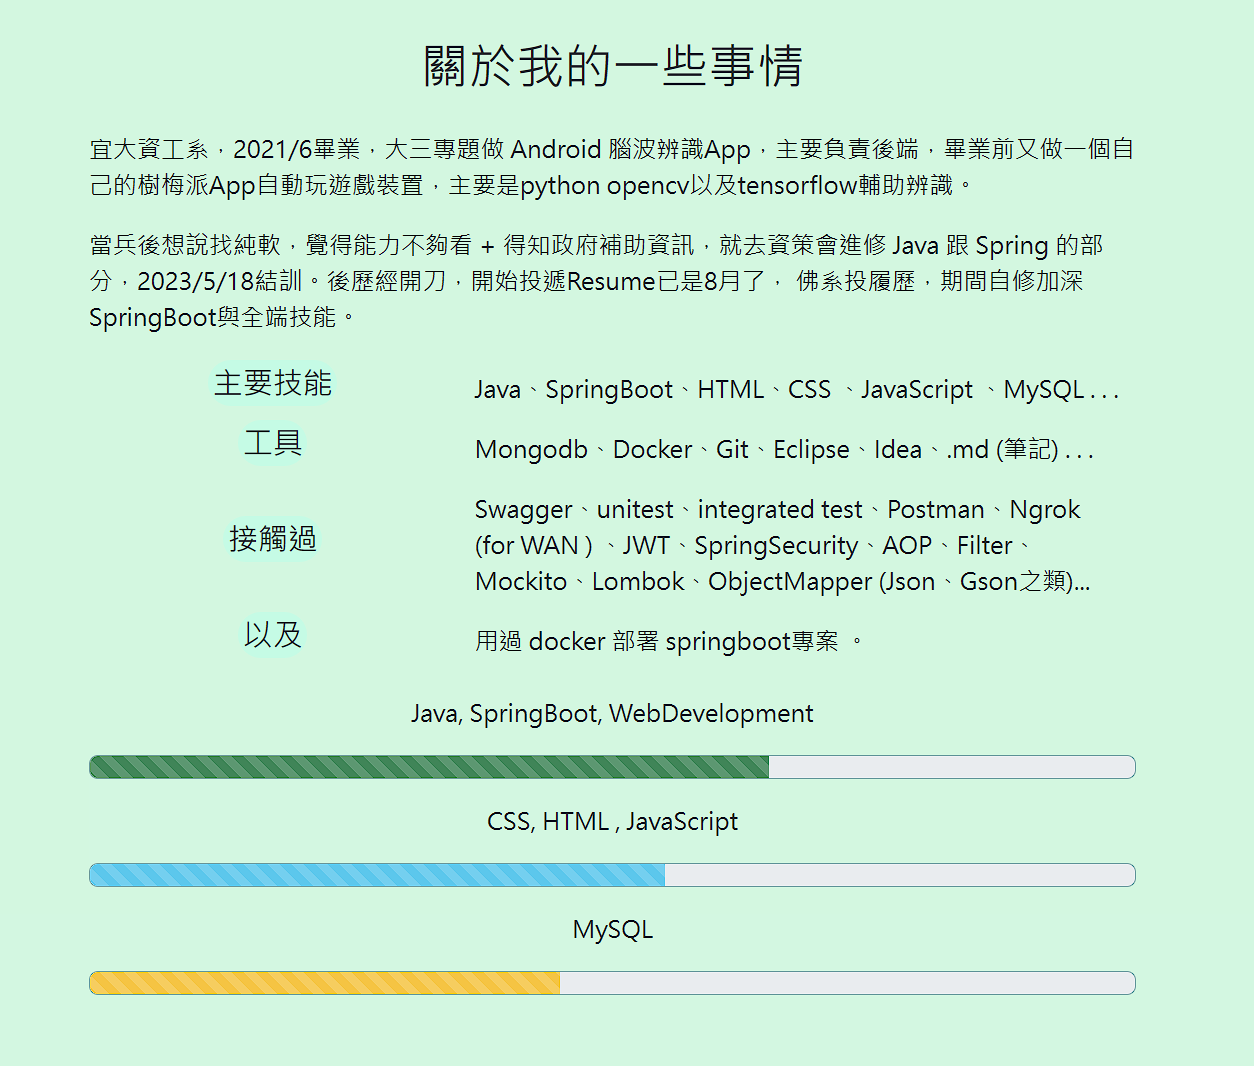 關於我的一些事情
宜大資工系，2021/6畢業，大三專題做 Android 腦波辨識App，主要負責後端，畢業前又做一個自
己的樹梅派App自動玩遊戲裝置，主要是python opencv以及tensorflow輔助辨識。
當兵後想說找純軟，覺得能力不夠看 + 得知政府補助資訊，就去資策會進修 Java 跟 Spring 的部
分，2023/5/18結訓。後歷經開刀，開始投遞Resume已是8月了， 佛系投履歷，期間自修加深
SpringBoot與全端技能。
主要技能
Java、SpringBoot、HTML、CSS 、JavaScript 、MySQL . . .
工具
Mongodb、Docker、Git、Eclipse、Idea、.md (筆記) . . .
接觸過
Swagger、unitest、integrated test、Postman、Ngrok
(for WAN ) 、JWT、SpringSecurity、AOP、Filter、
Mockito、Lombok、ObjectMapper (Json、Gson之類)...
以及
用過 docker 部署 springboot專案 。
Java, SpringBoot, WebDevelopment
CSS, HTML , JavaScript
MySQL